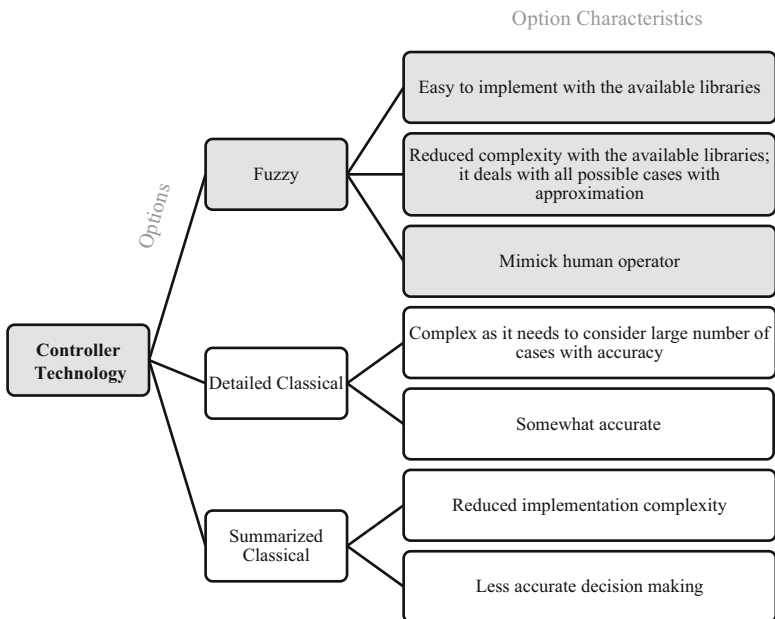 Option Characteristics
Options
Controller
Technology
Fuzzy
Easy to implement with the available libraries
Reduced complexity with the available libraries;
it deals with all possible cases with
approximation
Mimick human operator
Detailed Classical
Complex as it needs to consider large number of
cases with accuracy
Somewhat accurate
Summarized
Classical
Reduced implementation complexity
Less accurate decision making